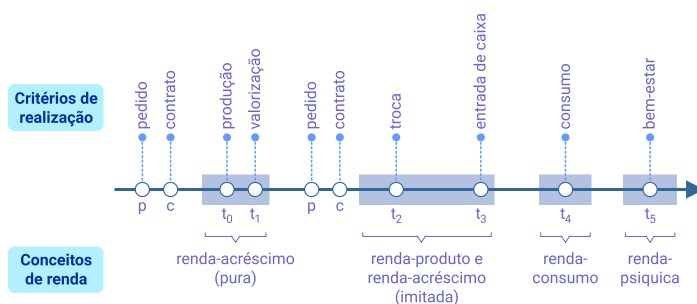 Critérios de
realização
pedido
contrato
produção
valorização
pedido
contrato
troca
entrada de caixa
consumo
bem-estar
p
c
t0
t1
p
c
t2
t3
t4
t5
Conceitos
de renda
renda-acréscimo
(pura)
renda-produto e
renda-acréscimo
(imitada)
renda-
consumo
renda-
psiquica